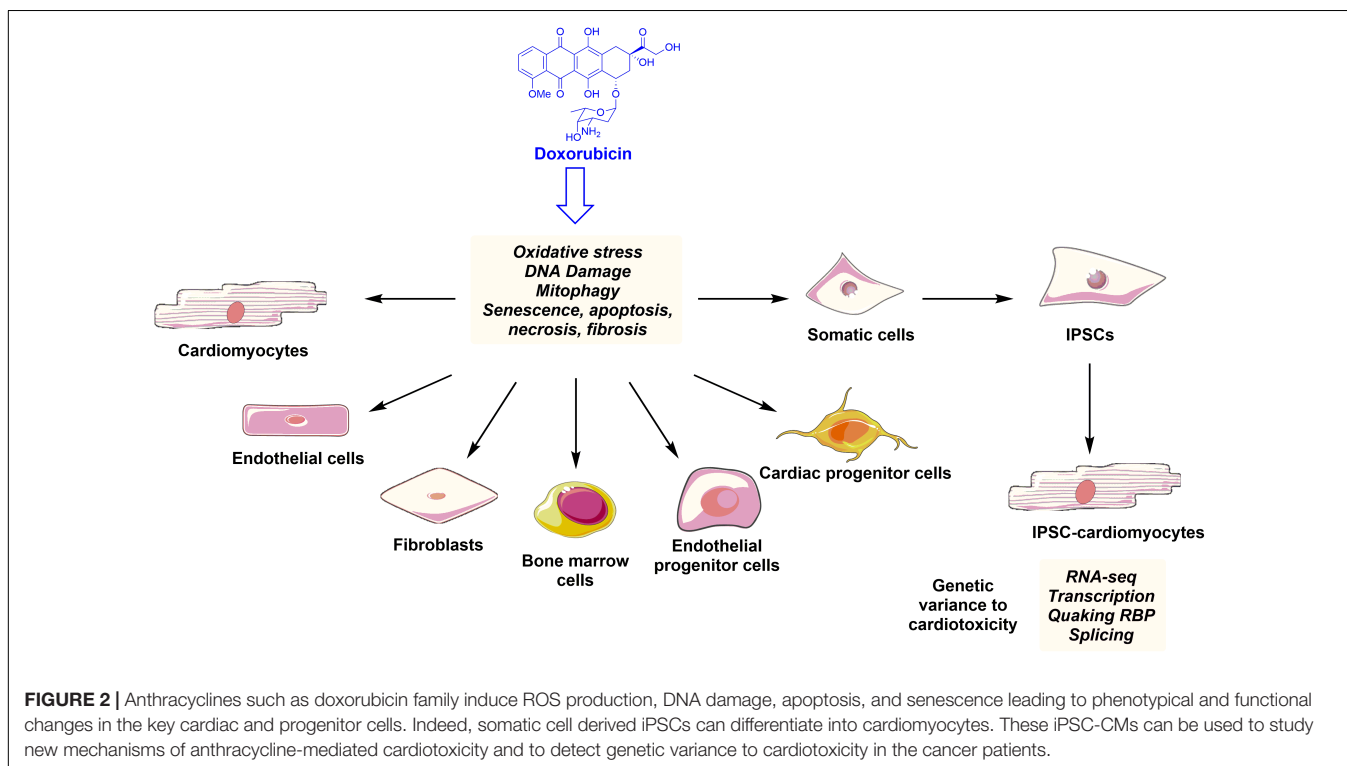 O
OH
O
OH
OH
OH
OMe
O
OH
O
O
HO
NH2
Doxorubicin
Oxidative stress
DNA Damage
Mitophagy
Senescence, apoptosis,
necrosis, fibrosis
Cardiomyocytes
Somatic cells
IPSCs
Endothelial cells
Fibroblasts
Bone marrow
cells
Endothelial
progenitor cells
Cardiac progenitor cells
IPSC-cardiomyocytes
Genetic
variance to
cardiotoxicity
RNA-seq
Transcription
Quaking RBP
Splicing
FIGURE 2 | Anthracyclines such as doxorubicin family induce ROS production, DNA damage, apoptosis, and senescence leading to phenotypical and functional
changes in the key cardiac and progenitor cells. Indeed, somatic cell derived iPSCs can differentiate into cardiomyocytes. These iPSC-CMs can be used to study
new mechanisms of anthracycline-mediated cardiotoxicity and to detect genetic variance to cardiotoxicity in the cancer patients.